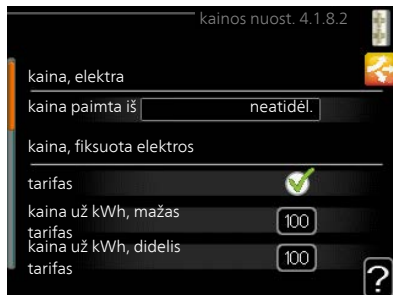 kainos nuost. 4.1.8.2
kaina, elektra
kaina paimta iš neatidėl.
kaina, fiksuota elektros
tarifas
kaina už kWh, mažas
tarifas 100
kaina už kWh, didelis
tarifas 100
?